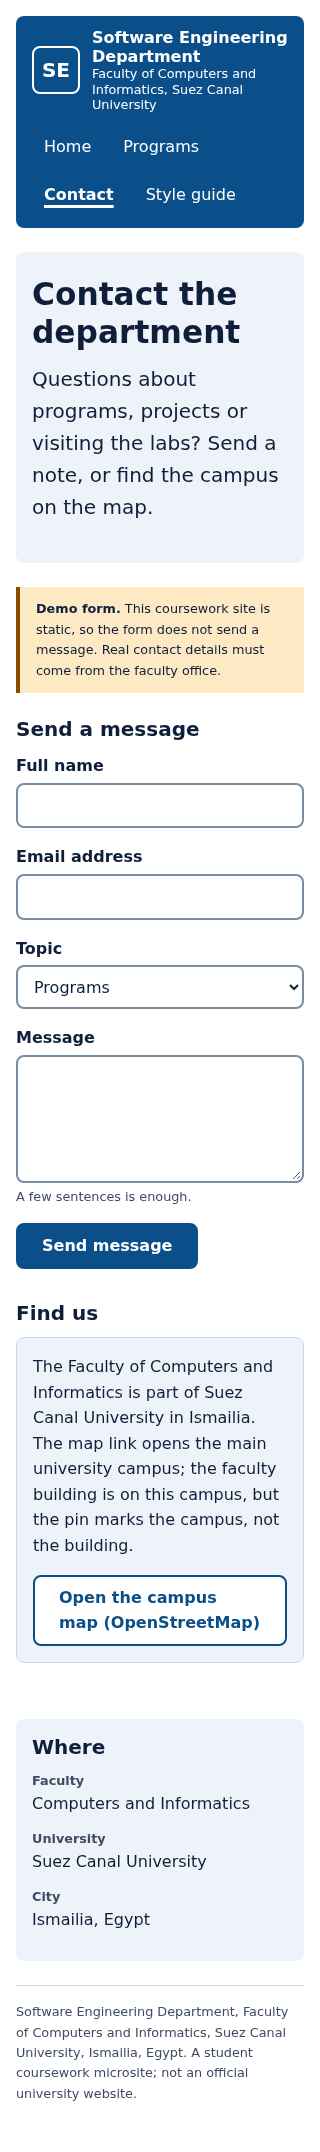 SE
Software Engineering
Department
Faculty of Computers and
Informatics, Suez Canal
University
Home Programs
Contact Style guide
Contact the
department
Questions about
programs, projects or
visiting the labs? Send a
note, or find the campus
on the map.
Demo form. This coursework site is
static, so the form does not send a
message. Real contact details must
come from the faculty office.
Send a message
Full name
Email address
Topic
Programs
Message
A few sentences is enough.
Send message
Find us
The Faculty of Computers and
Informatics is part of Suez
Canal University in Ismailia.
The map link opens the main
university campus; the faculty
building is on this campus, but
the pin marks the campus, not
the building.
Open the campus
map (OpenStreetMap)
Where
Faculty
Computers and Informatics
University
Suez Canal University
City
Ismailia, Egypt
Software Engineering Department, Faculty
of Computers and Informatics, Suez Canal
University, Ismailia, Egypt. A student
coursework microsite; not an official
university website.